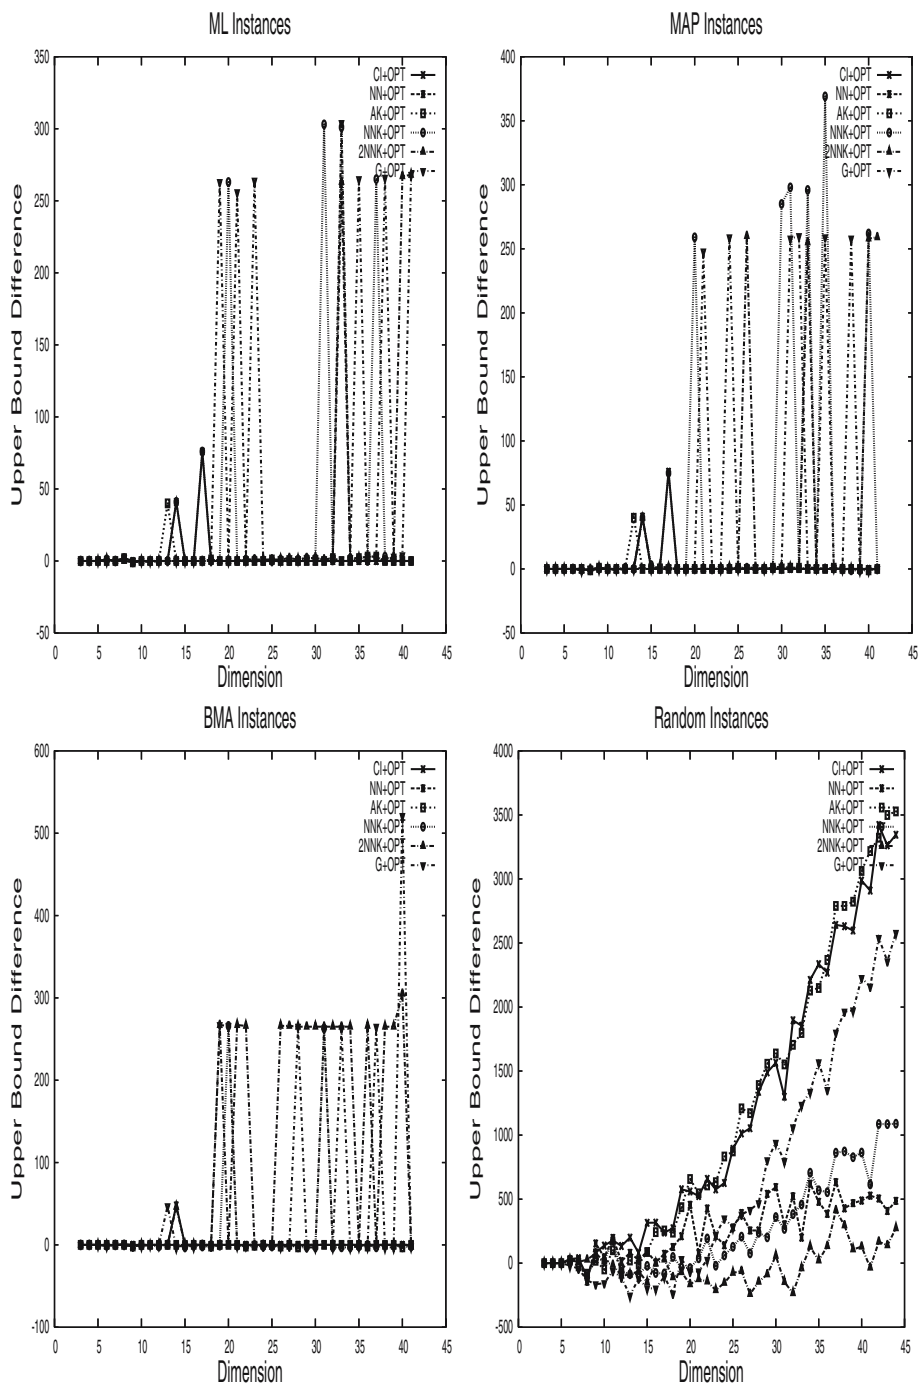 ML Instances
350
300
250
200
150
100
50
0
-50
Upper Bound Difference
CI+OPT
NN+OPT
AK+OPT
NNK+OPT
2NNK+OPT
G+OPT
0 5 10 15 20 25 30 35 40 45
Dimension
MAP Instances
400
350
300
250
200
150
100
50
0
-50
Upper Bound Difference
CI+OPT
NN+OPT
AK+OPT
NNK+OPT
2NNK+OPT
G+OPT
0 5 10 15 20 25 30 35 40 45
Dimension
BMA Instances
600
500
400
300
200
100
0
-100
Upper Bound Difference
CI+OPT
NN+OPT
AK+OPT
NNK+OPT
2NNK+OPT
G+OPT
0 5 10 15 20 25 30 35 40 45
Dimension
Random Instances
4000
3500
3000
2500
2000
1500
1000
500
0
-500
Upper Bound Difference
CI+OPT
NN+OPT
AK+OPT
NNK+OPT
2NNK+OPT
G+OPT
0 5 10 15 20 25 30 35 40 45
Dimension